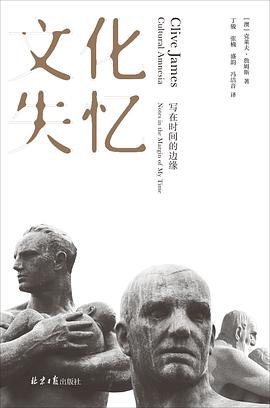 文化
失忆
Clive James
Cultural Amnesia
Notes in the Margin of My Time
写在时间的边缘
[澳] 克莱夫·詹姆斯 著
丁骏 张楠 盛韵 冯洁音 译
北京日报出版社